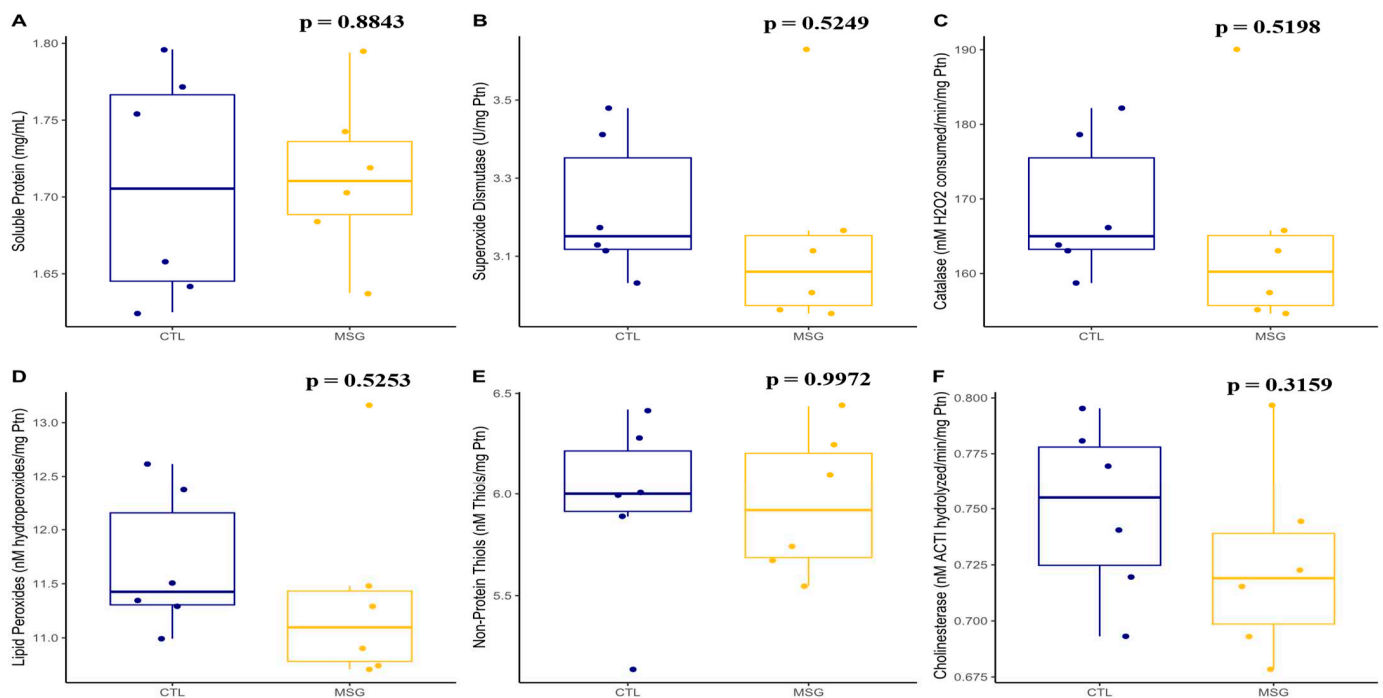 A
p = 0.8843
Soluble Protein (mg/mL)
1.80
1.75
1.70
1.65
CTL
MSG
B
p = 0.5249
Superoxide Dismutase (U/mg Ptn)
3.5
3.3
3.1
CTL
MSG
C
p = 0.5198
Catalase (mM H2O2 consumed/min/mg Ptn)
190
180
170
160
CTL
MSG
D
p = 0.5253
Lipid Peroxides (nM hydroperoxides/mg Ptn)
13.0
12.5
12.0
11.5
11.0
CTL
MSG
E
p = 0.9972
Non-Protein Thiols (nM Thiols/mg Ptn)
6.5
6.0
5.5
CTL
MSG
F
p = 0.3159
Cholinesterase (nM ACTI hydrolyzed/min/mg Ptn)
0.800
0.775
0.750
0.725
0.700
0.675
CTL
MSG